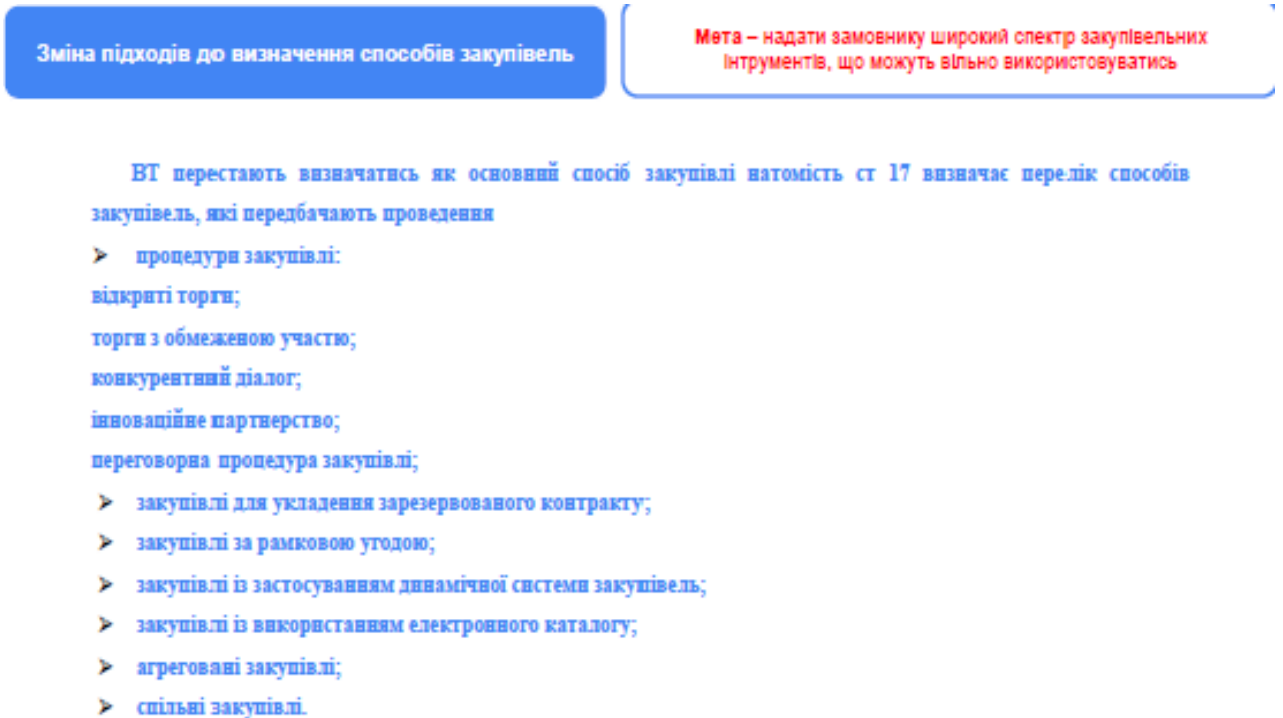 Зміна підходів до визначення способів закупівель
Мета – надати замовнику широкий спектр закупівельних
інтрументів, що можуть вільно використовуватись
ВТ перестають визначатись як основний спосіб закупівлі натомість ст 17 визначає перелік способів
закупівель, які передбачають проведення
➢ процедури закупівлі:
відкриті торги;
торги з обмеженою участю;
конкурентний діалог;
інноваційне партнерство;
переговорна процедура закупівлі;
➢ закупівлі для укладення зарезервованого контракту;
➢ закупівлі за рамковою угодою;
➢ закупівлі із застосуванням динамічної системи закупівель;
➢ закупівлі із використанням електронного каталогу;
➢ агреговані закупівлі;
➢ спільні закупівлі.